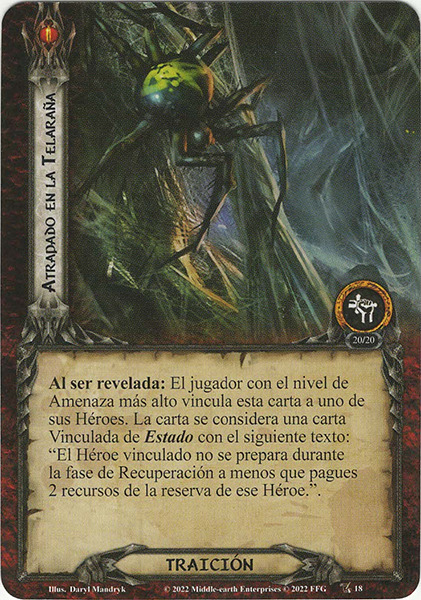 Atrapado en la Telaraña
20/20
Al ser revelada: El jugador con el nivel de
Amenaza más alto vincula esta carta a uno de
sus Héroes. La carta se considera una carta
Vinculada de Estado con el siguiente texto:
“El Héroe vinculado no se prepara durante
la fase de Recuperación a menos que pagues
2 recursos de la reserva de ese Héroe.”.
TRAICIÓN
Illus. Daryl Mandryk
© 2022 Middle-earth Enterprises © 2022 FFG
18